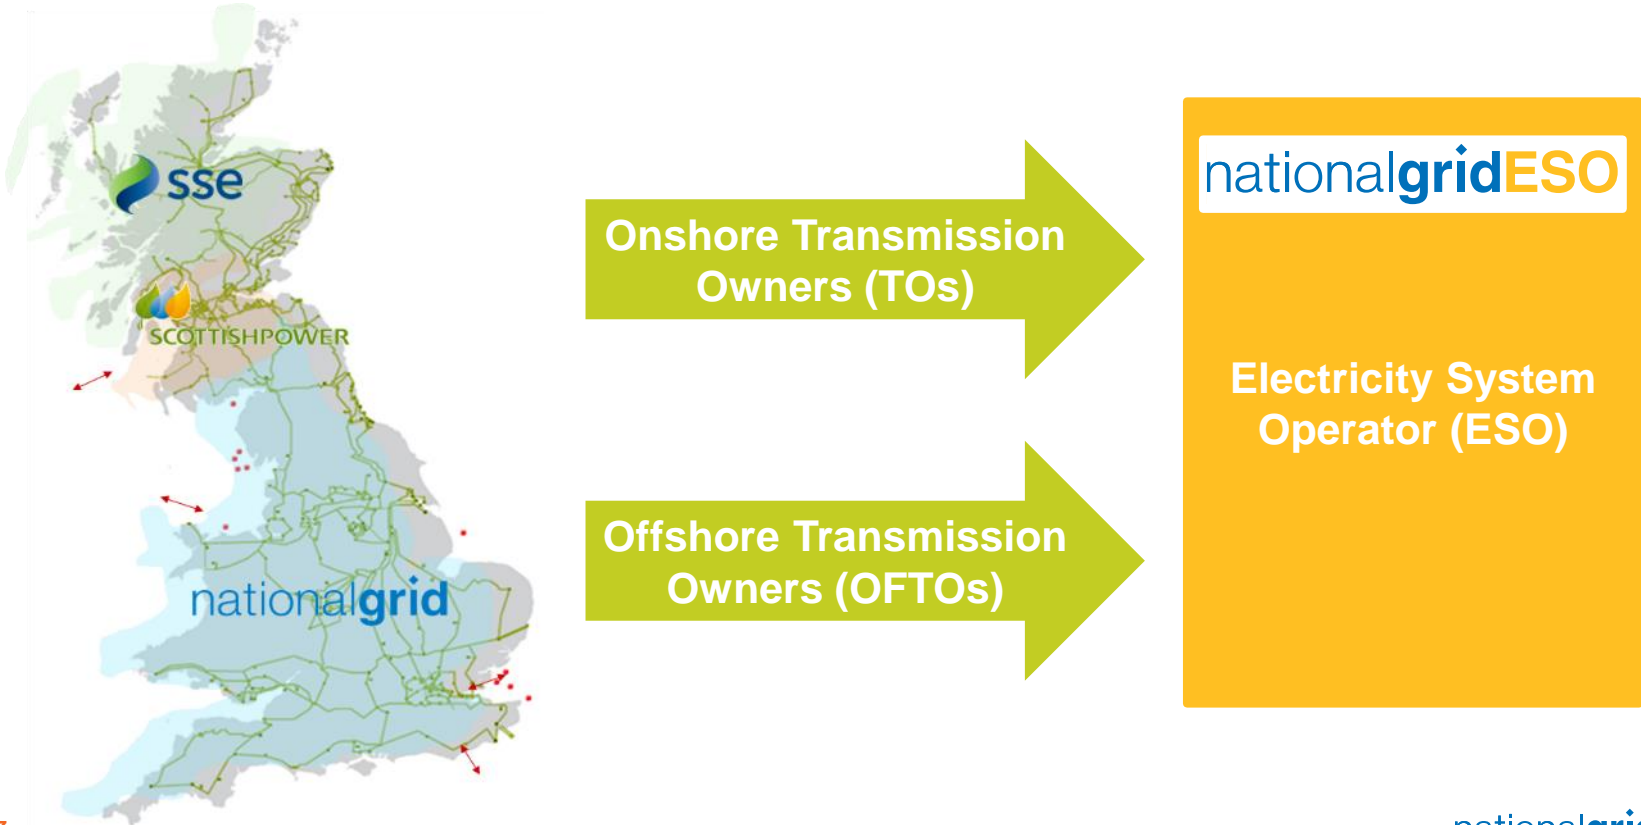 sse
SCOTTISHPOWER
nationalgrid
Onshore Transmission
Owners (TOs)
Offshore Transmission
Owners (OFTOs)
nationalgridESO
Electricity System
Operator (ESO)